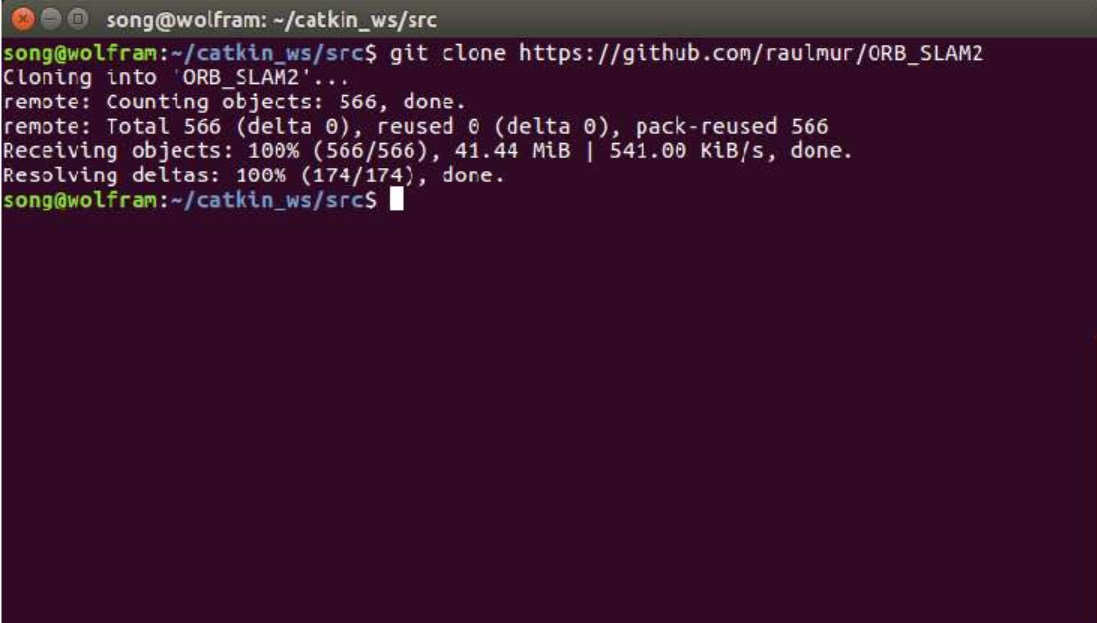 song@wolfram: ~/catkin_ws/src
song@wolfram:~/catkin_ws/src$ git clone https://github.com/raulmur/ORB_SLAM2
Cloning into 'ORB_SLAM2'...
remote: Counting objects: 566, done.
remote: Total 566 (delta 0), reused 0 (delta 0), pack-reused 566
Receiving objects: 100% (566/566), 41.44 MiB | 541.00 KiB/s, done.
Resolving deltas: 100% (174/174), done.
song@wolfram:~/catkin_ws/src$